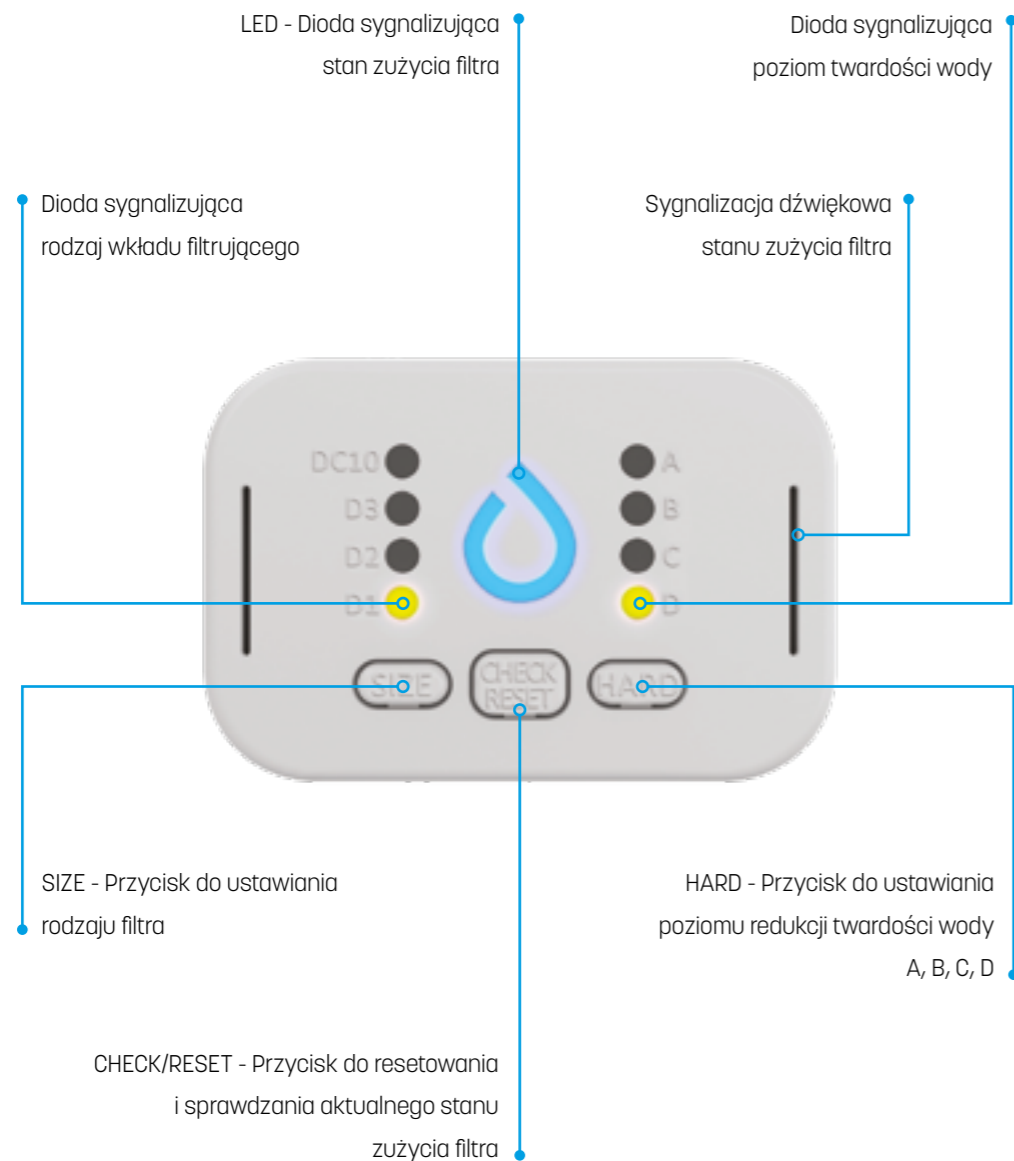 LED - Dioda sygnalizująca
stan zużycia filtra
Dioda sygnalizująca
poziom twardości wody
Dioda sygnalizująca
rodzaj wkładu filtrującego
Sygnalizacja dźwiękowa
stanu zużycia filtra
DC10
D3
D2
D1
A
B
C
D
SIZE
CHECK
RESET
HARD
SIZE - Przycisk do ustawiania
rodzaju filtra
HARD - Przycisk do ustawiania
poziomu redukcji twardości wody
A, B, C, D
CHECK/RESET - Przycisk do resetowania
i sprawdzania aktualnego stanu
zużycia filtra